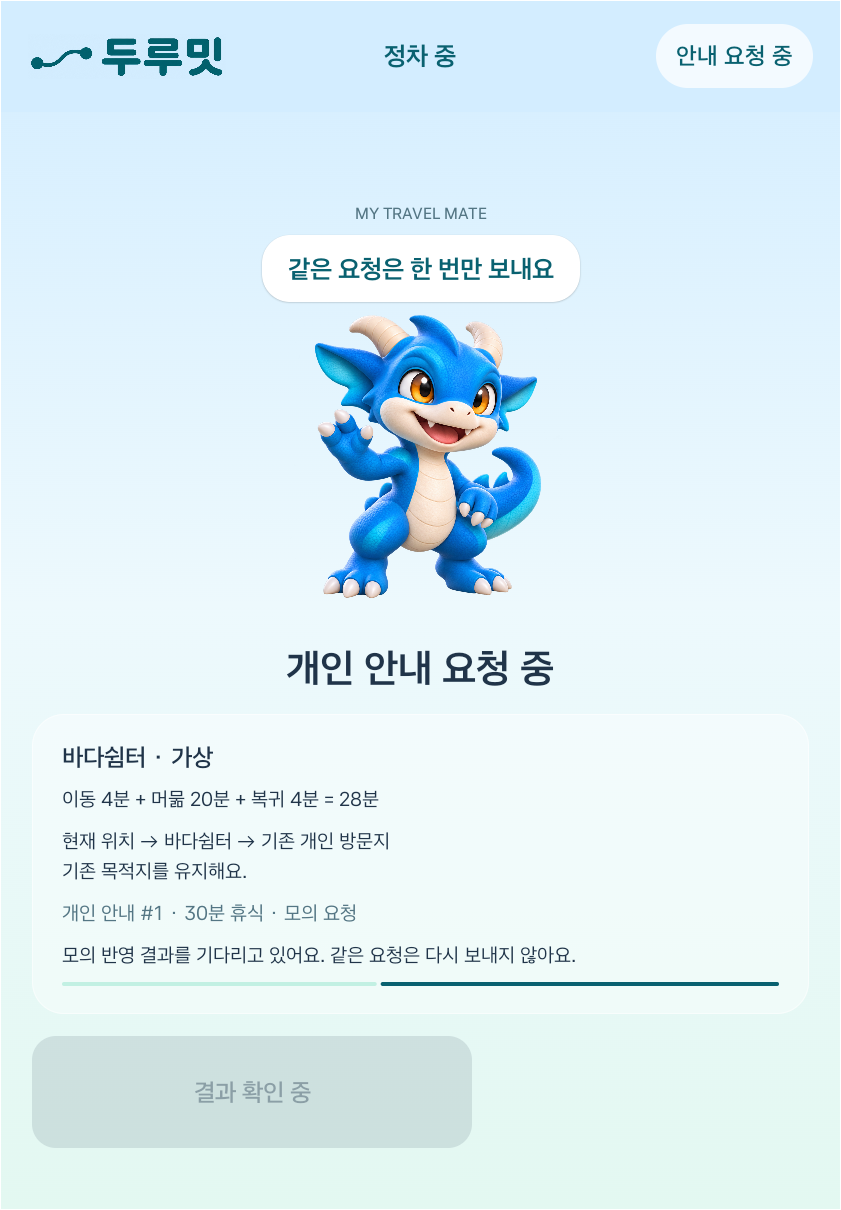 두루밋
정차 중
안내 요청 중
MY TRAVEL MATE
같은 요청은 한 번만 보내요
개인 안내 요청 중
바다쉼터 · 가상
이동 4분 + 머묾 20분 + 복귀 4분 = 28분
현재 위치 → 바다쉼터 → 기존 개인 방문지
기존 목적지를 유지해요.
개인 안내 #1 · 30분 휴식 · 모의 요청
모의 반영 결과를 기다리고 있어요. 같은 요청은 다시 보내지 않아요.
결과 확인 중